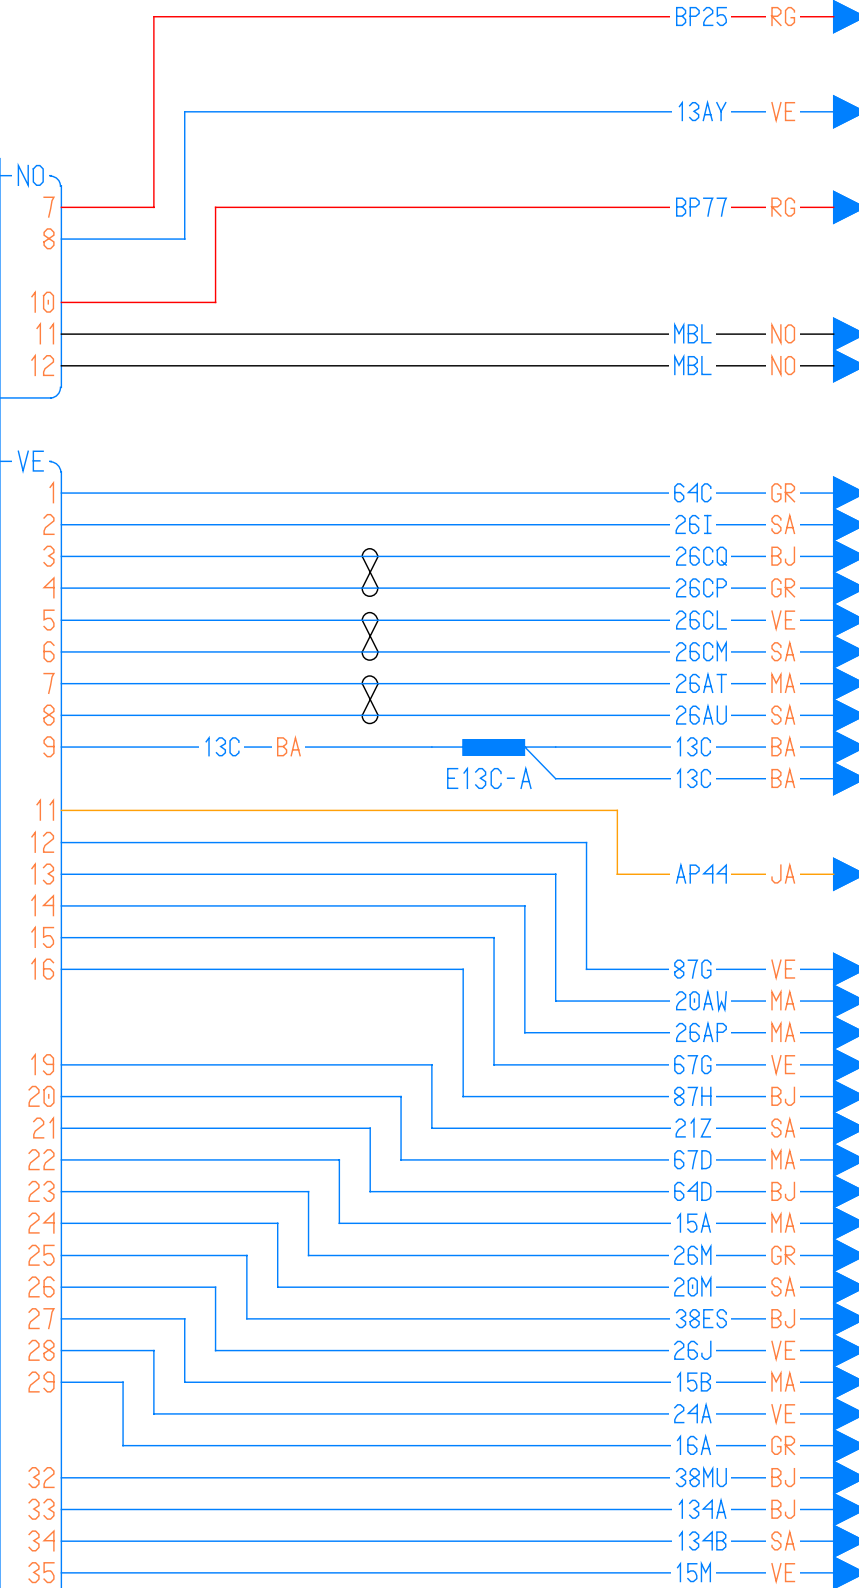 BP25 RG
13AY VE
NO
7 BP77 RG
8
10
11 MBL NO
12 MBL NO
VE
1 64C GR
2 26I SA
3 26CQ BJ
4 26CP GR
5 26CL VE
6 26CM SA
7 26AT MA
8 26AU SA
9 13C BA 13C BA
E13C-A 13C BA
11
12
13 AP44 JA
14
15
16 87G VE
20AW MA
26AP MA
19 67G VE
20 87H BJ
21 21Z SA
22 67D MA
23 64D BJ
24 15A MA
25 26M GR
26 20M SA
27 38ES BJ
28 26J VE
29 15B MA
24A VE
16A GR
32 38MU BJ
33 134A BJ
34 134B SA
35 15M VE